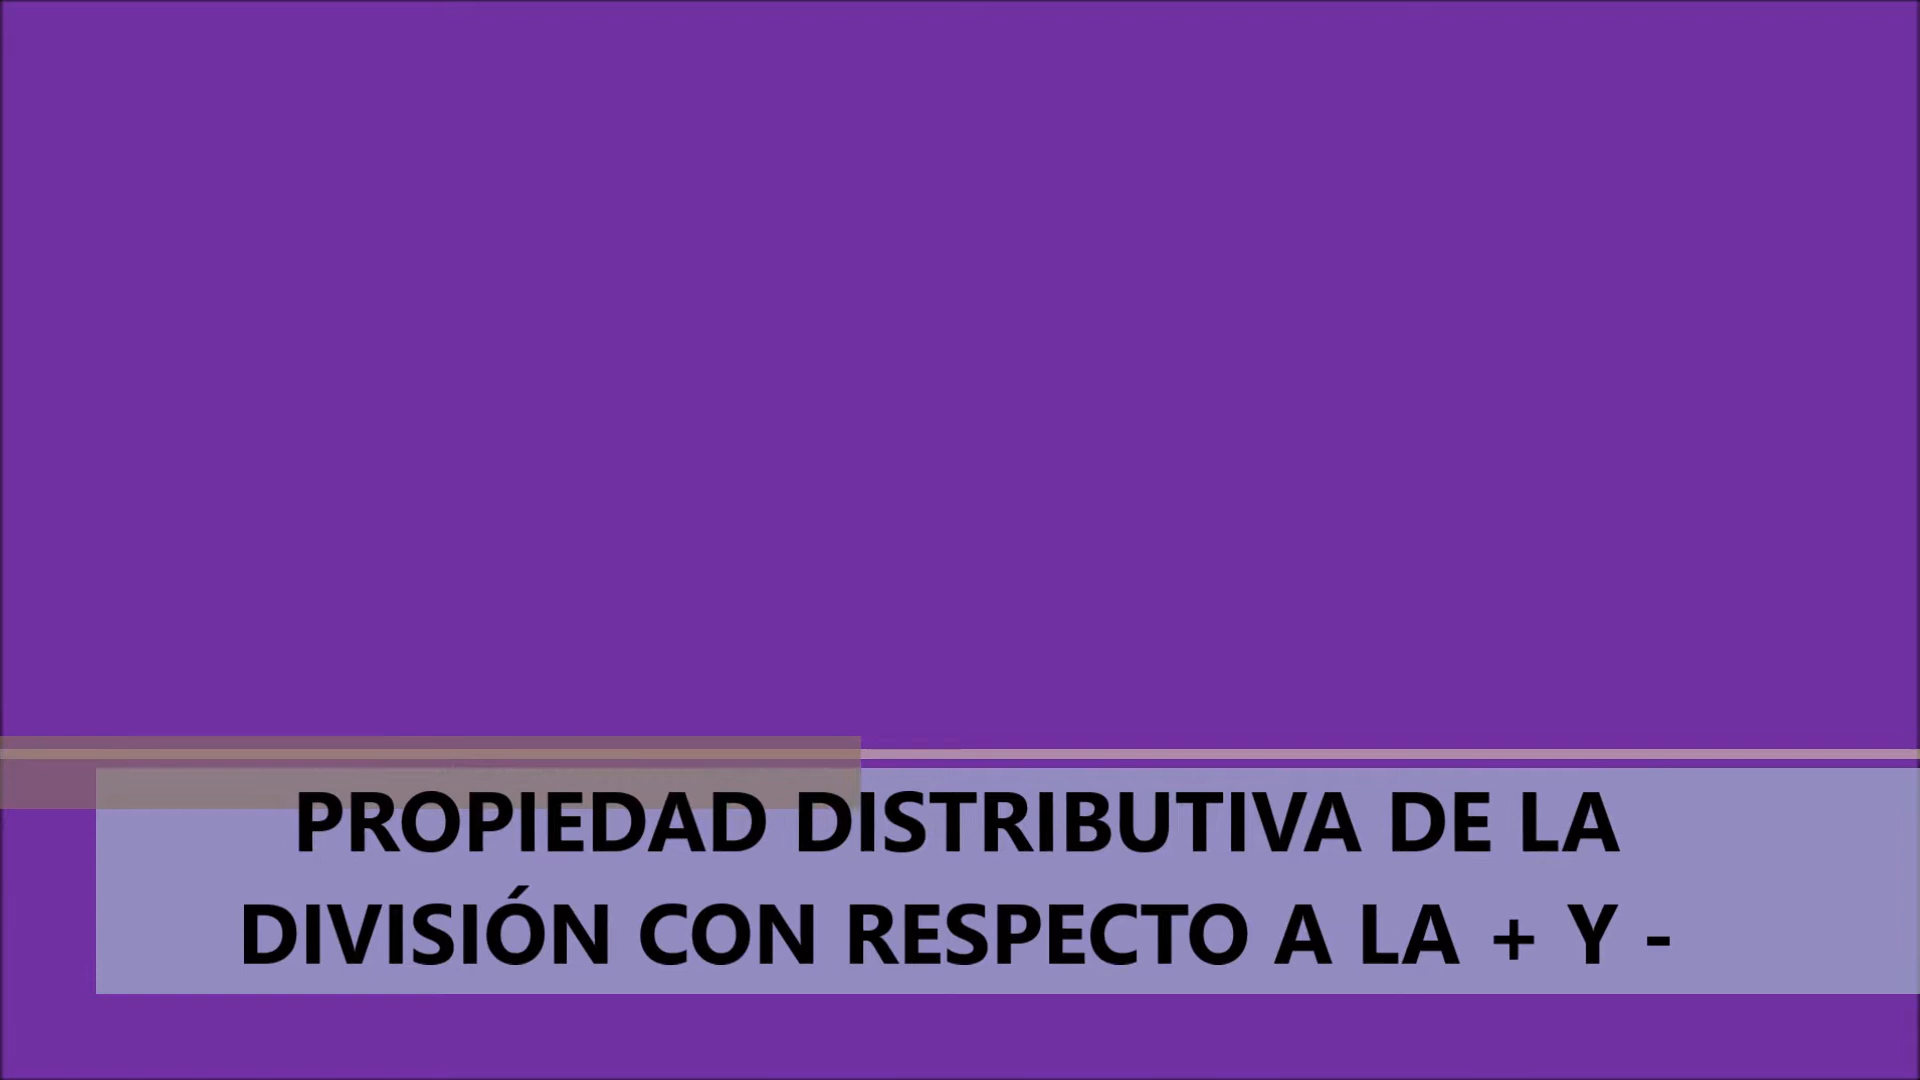 PROPIEDAD DISTRIBUTIVA DE LA
DIVISIÓN CON RESPECTO A LA + Y -